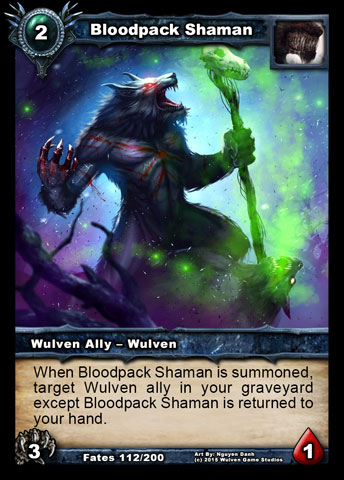 2
Bloodpack Shaman
Wulven Ally – Wulven
When Bloodpack Shaman is summoned,
target Wulven ally in your graveyard
except Bloodpack Shaman is returned to
your hand.
3
Fates 112/200
Art By: Nguyen Danh
(c) 2015 Wulven Game Studios
1